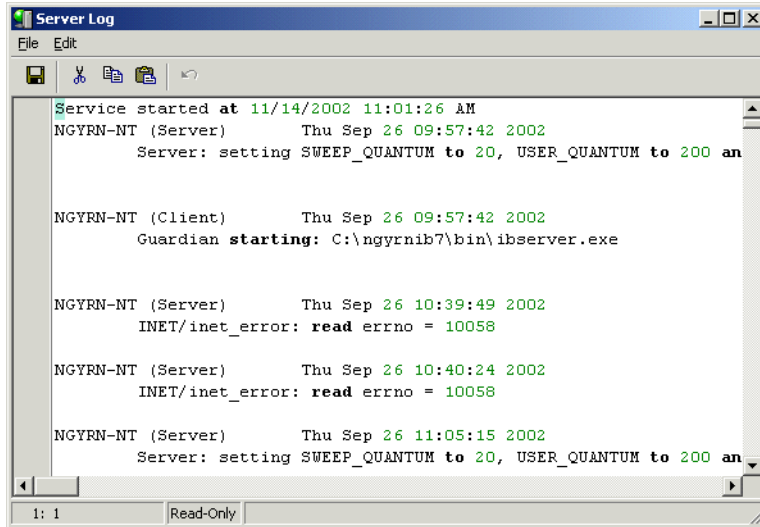 Server Log
File Edit
Service started at 11/14/2002 11:01:26 AM
NGYRN-NT (Server) Thu Sep 26 09:57:42 2002
Server: setting SWEEP_QUANTUM to 20, USER_QUANTUM to 200 an
NGYRN-NT (Client) Thu Sep 26 09:57:42 2002
Guardian starting: C:\ngyrnib7\bin\ibserver.exe
NGYRN-NT (Server) Thu Sep 26 10:39:49 2002
INET/inet_error: read errno = 10058
NGYRN-NT (Server) Thu Sep 26 10:40:24 2002
INET/inet_error: read errno = 10058
NGYRN-NT (Server) Thu Sep 26 11:05:15 2002
Server: setting SWEEP_QUANTUM to 20, USER_QUANTUM to 200 an
1: 1 Read-Only